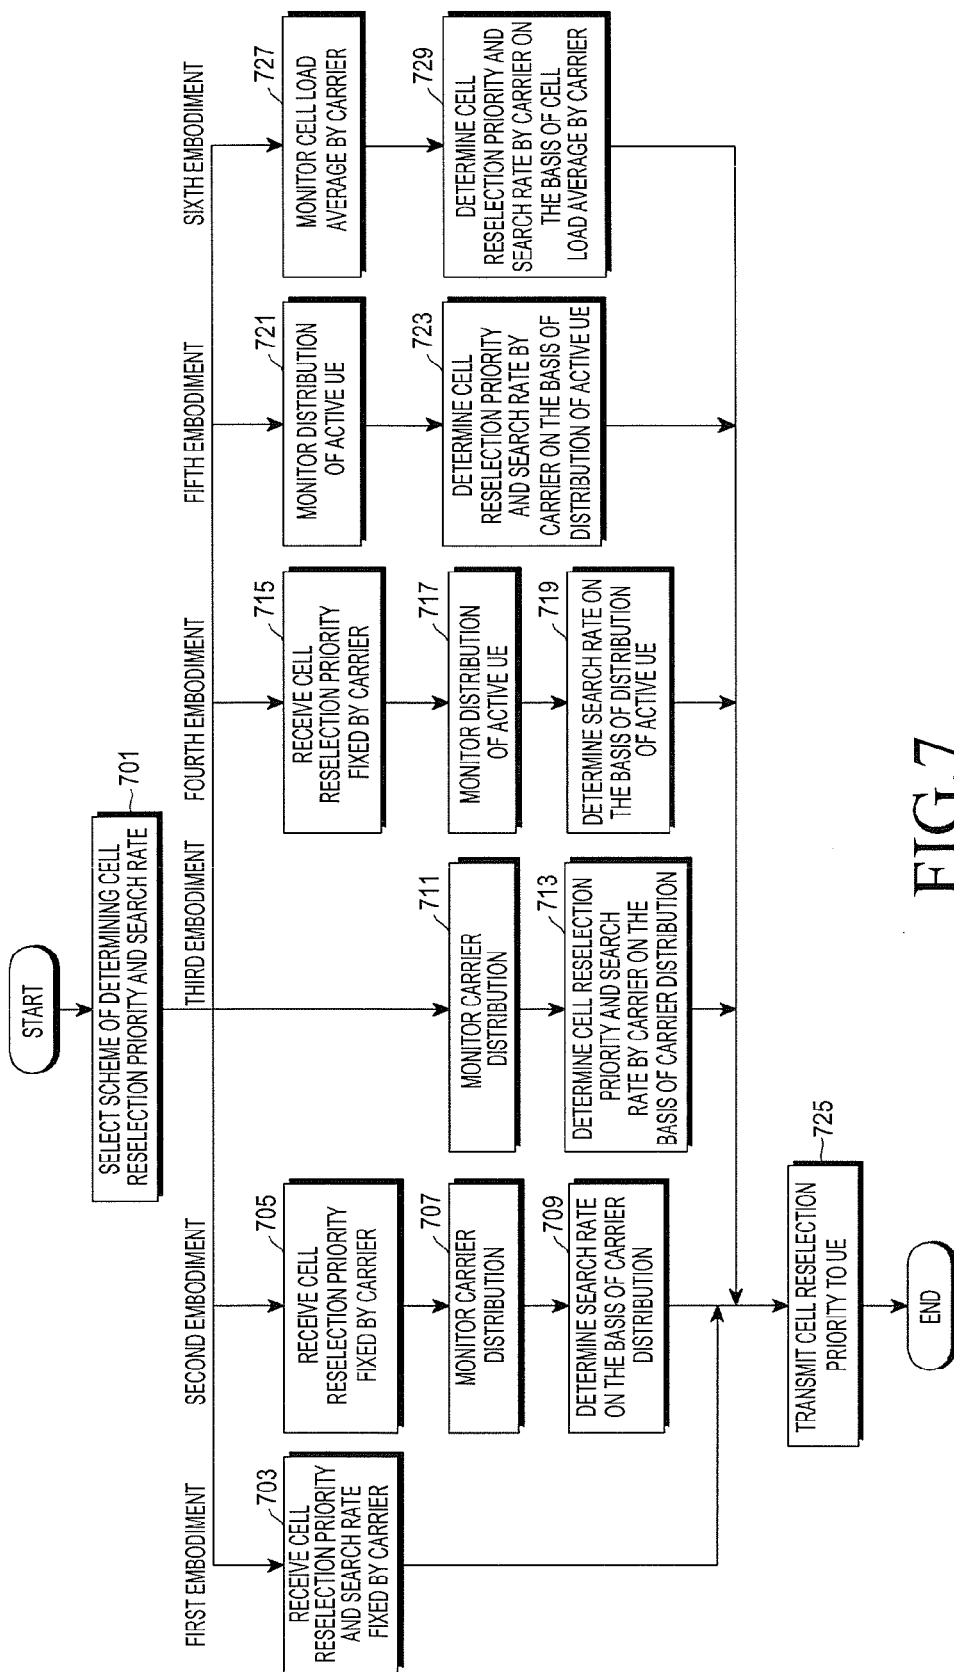 START
701
SELECT SCHEME OF DETERMINING CELL
RESELECTION PRIORITY AND SEARCH RATE
FIRST EMBODIMENT
703
RECEIVE CELL
RESELECTION PRIORITY
AND SEARCH RATE
FIXED BY CARRIER
SECOND EMBODIMENT
705
RECEIVE CELL
RESELECTION PRIORITY
FIXED BY CARRIER
707
MONITOR CARRIER
DISTRIBUTION
709
DETERMINE SEARCH RATE
ON THE BASIS OF CARRIER
DISTRIBUTION
THIRD EMBODIMENT
711
MONITOR CARRIER
DISTRIBUTION
713
DETERMINE CELL RESELECTION
PRIORITY AND SEARCH
RATE BY CARRIER ON THE
BASIS OF CARRIER DISTRIBUTION
FOURTH EMBODIMENT
715
RECEIVE CELL
RESELECTION PRIORITY
FIXED BY CARRIER
717
MONITOR DISTRIBUTION
OF ACTIVE UE
719
DETERMINE SEARCH RATE ON
THE BASIS OF DISTRIBUTION
OF ACTIVE UE
FIFTH EMBODIMENT
721
MONITOR DISTRIBUTION
OF ACTIVE UE
723
DETERMINE CELL
RESELECTION PRIORITY
AND SEARCH RATE BY
CARRIER ON THE BASIS OF
DISTRIBUTION OF ACTIVE UE
SIXTH EMBODIMENT
727
MONITOR CELL LOAD
AVERAGE BY CARRIER
729
DETERMINE CELL
RESELECTION PRIORITY AND
SEARCH RATE BY CARRIER ON
THE BASIS OF CELL
LOAD AVERAGE BY CARRIER
725
TRANSMIT CELL RESELECTION
PRIORITY TO UE
END
FIG.7